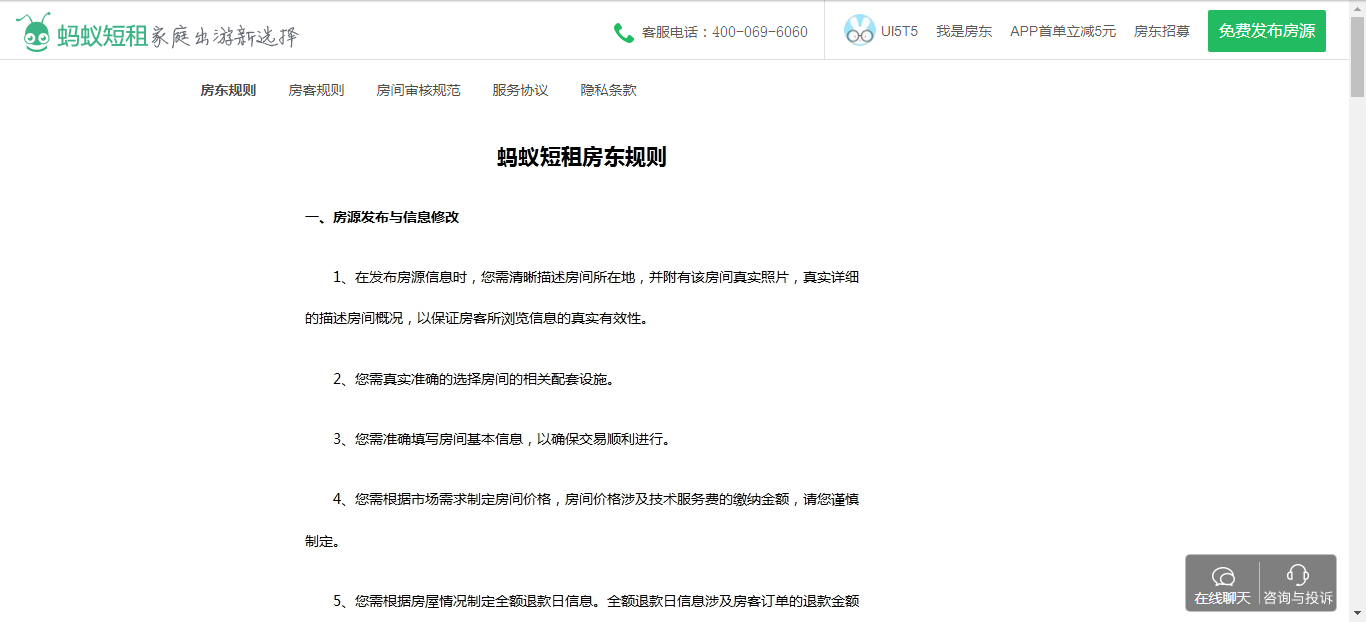 蚂蚁短租 家庭出游新选择
客服电话：400-069-6060
UI5T5 我是房东 APP首单立减5元 房东招募 免费发布房源
房东规则 房客规则 房间审核规范 服务协议 隐私条款
蚂蚁短租房东规则
一、房源发布与信息修改
1、在发布房源信息时，您需清晰描述房间所在地，并附有该房间真实照片，真实详细
的描述房间概况，以保证房客所浏览信息的真实有效性。
2、您需真实准确的选择房间的相关配套设施。
3、您需准确填写房间基本信息，以确保交易顺利进行。
4、您需根据市场需求制定房间价格，房间价格涉及技术服务费的缴纳金额，请您谨慎
制定。
5、您需根据房屋情况制定全额退款日信息。全额退款日信息涉及房客订单的退款金额
在线聊天 咨询与投诉